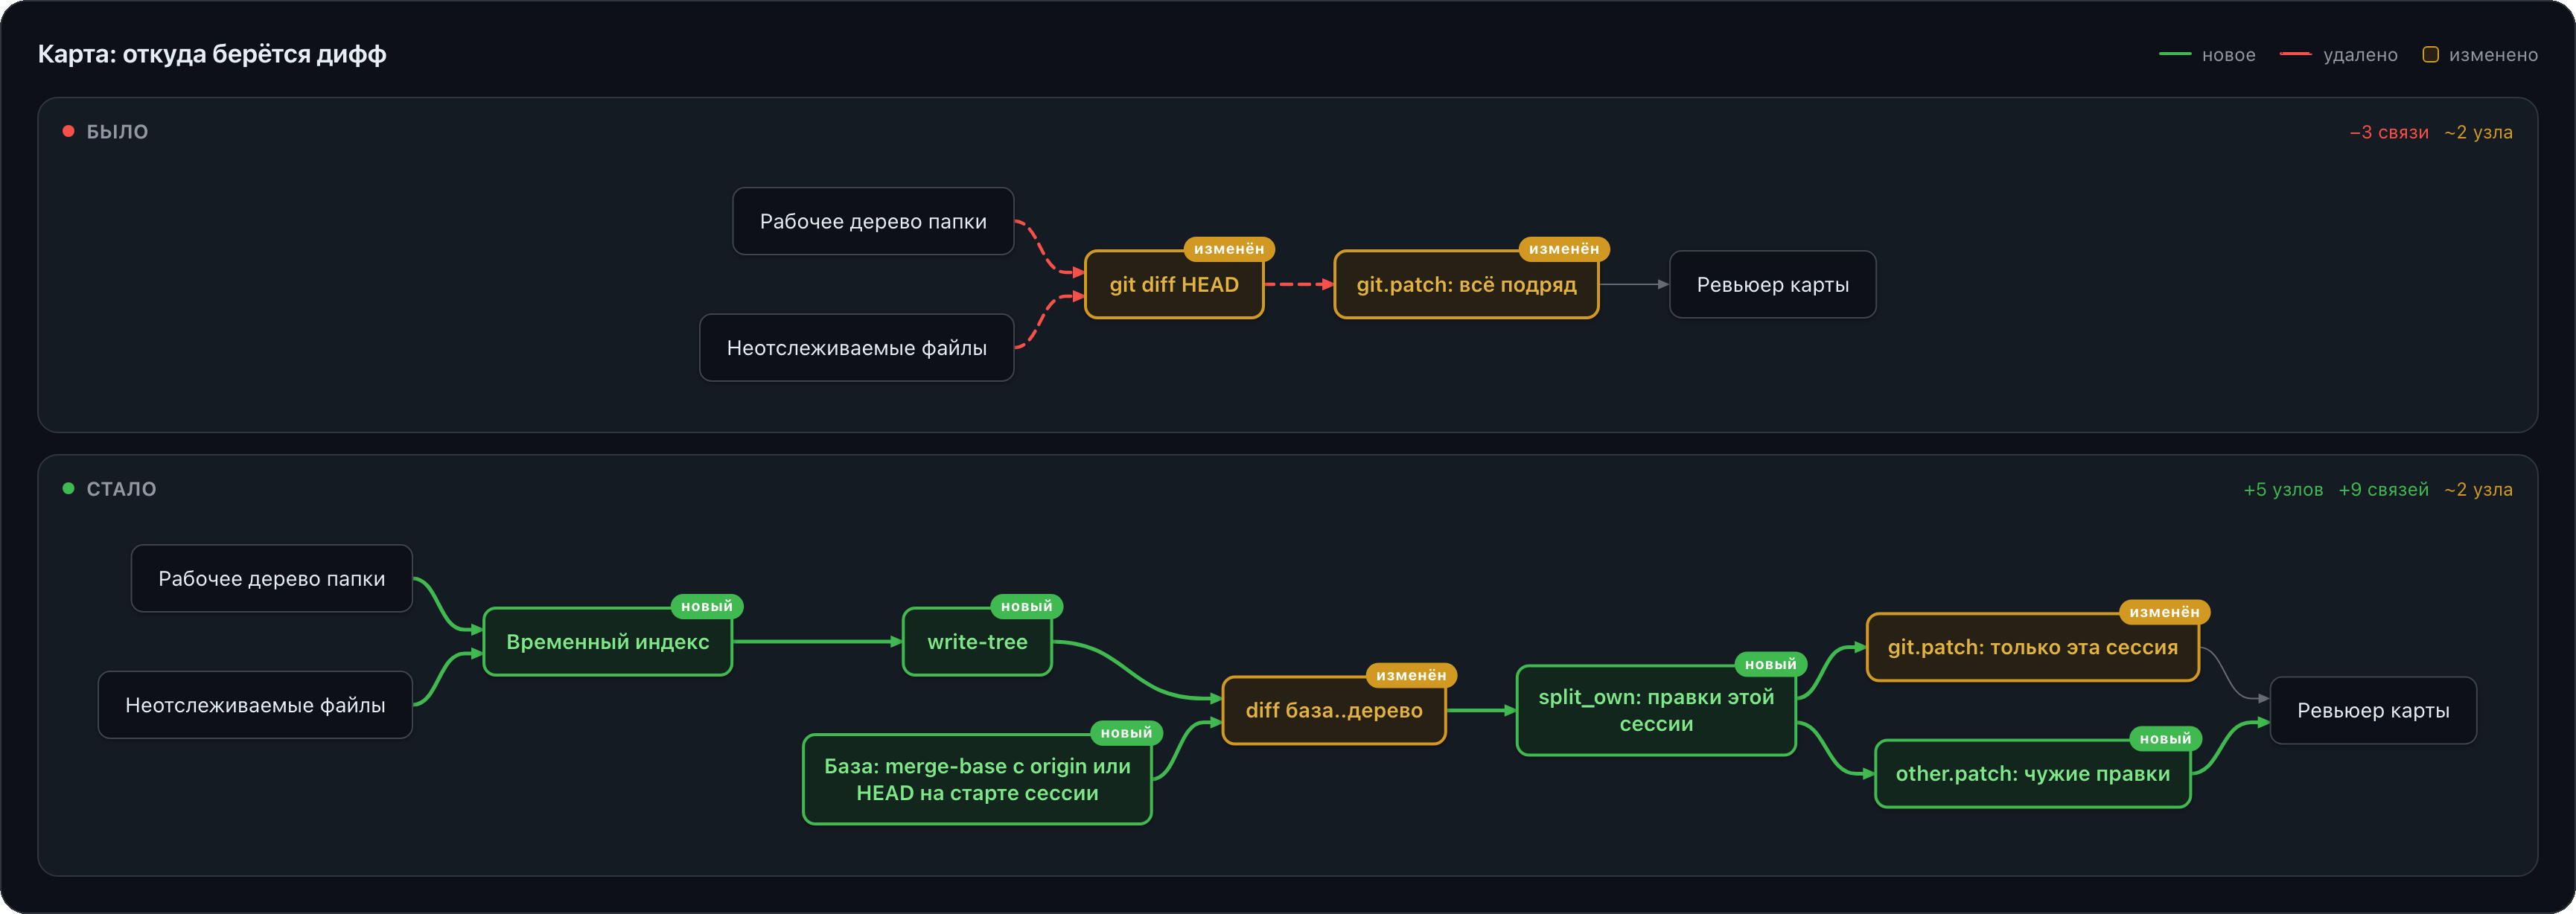 Карта: откуда берётся дифф
новое
удалено
изменено
БЫЛО
−3 связи
~2 узла
Рабочее дерево папки
Неотслеживаемые файлы
изменён
git diff HEAD
изменён
git.patch: всё подряд
Ревьюер карты
СТАЛО
+5 узлов
+9 связей
~2 узла
Рабочее дерево папки
Неотслеживаемые файлы
новый
Временный индекс
новый
write-tree
новый
База: merge-base с origin или
HEAD на старте сессии
изменён
diff база..дерево
новый
split_own: правки этой
сессии
изменён
git.patch: только эта сессия
новый
other.patch: чужие правки
Ревьюер карты